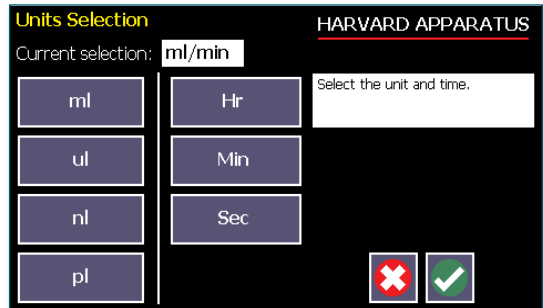 Units Selection
HARVARD APPARATUS
Current selection: ml/min
Select the unit and time.
ml
Hr
ul
Min
nl
Sec
pl